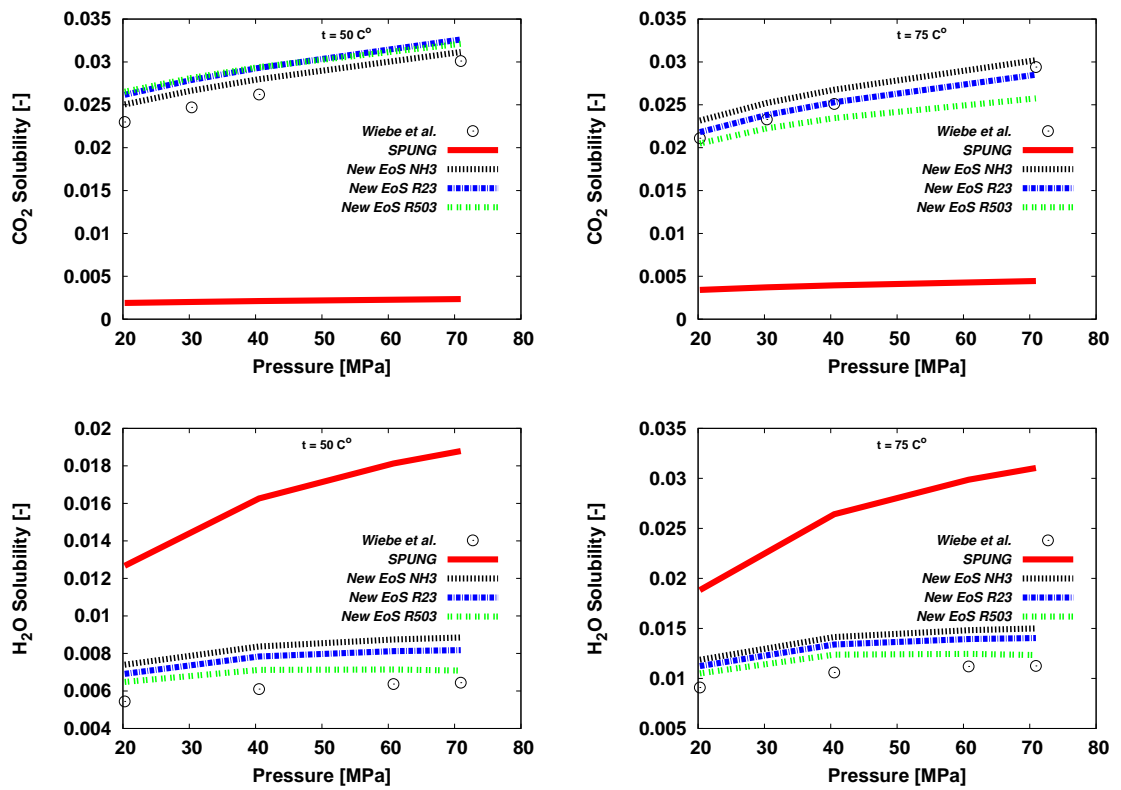 t = 50 C°
CO2 Solubility [-]
0.035
0.03
0.025
0.02
0.015
0.01
0.005
0
Wiebe et al.
SPUNG
New EoS NH3
New EoS R23
New EoS R503
20 30 40 50 60 70 80
Pressure [MPa]
t = 75 C°
CO2 Solubility [-]
0.035
0.03
0.025
0.02
0.015
0.01
0.005
0
Wiebe et al.
SPUNG
New EoS NH3
New EoS R23
New EoS R503
20 30 40 50 60 70 80
Pressure [MPa]
t = 50 C°
H2O Solubility [-]
0.02
0.018
0.016
0.014
0.012
0.01
0.008
0.006
0.004
Wiebe et al.
SPUNG
New EoS NH3
New EoS R23
New EoS R503
20 30 40 50 60 70 80
Pressure [MPa]
t = 75 C°
H2O Solubility [-]
0.035
0.03
0.025
0.02
0.015
0.01
0.005
Wiebe et al.
SPUNG
New EoS NH3
New EoS R23
New EoS R503
20 30 40 50 60 70 80
Pressure [MPa]